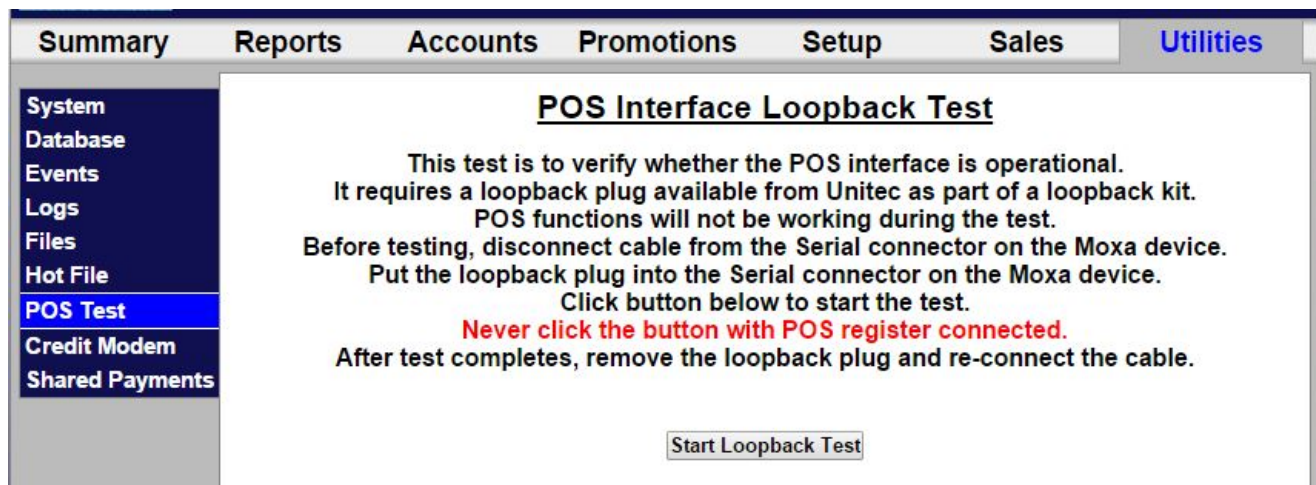 Summary Reports Accounts Promotions Setup Sales Utilities
System
Database
Events
Logs
Files
Hot File
POS Test
Credit Modem
Shared Payments
POS Interface Loopback Test
This test is to verify whether the POS interface is operational.
It requires a loopback plug available from Unitec as part of a loopback kit.
POS functions will not be working during the test.
Before testing, disconnect cable from the Serial connector on the Moxa device.
Put the loopback plug into the Serial connector on the Moxa device.
Click button below to start the test.
Never click the button with POS register connected.
After test completes, remove the loopback plug and re-connect the cable.
Start Loopback Test